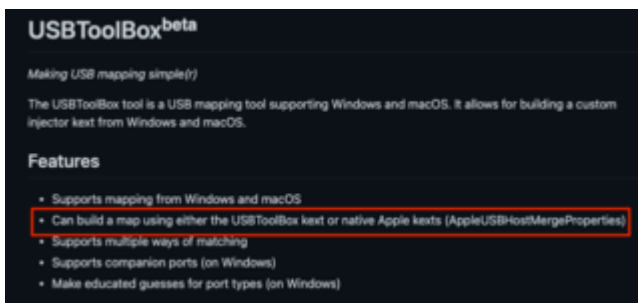 USBToolBoxbeta
Making USB mapping simple(r)
The USBToolBox tool is a USB mapping tool supporting Windows and macOS. It allows for building a custom
injector kext from Windows and macOS.
Features
• Supports mapping from Windows and macOS
• Can build a map using either the USBToolBox kext or native Apple kexts (AppleUSBHostMergeProperties)
• Supports multiple ways of matching
• Supports companion ports (on Windows)
• Make educated guesses for port types (on Windows)